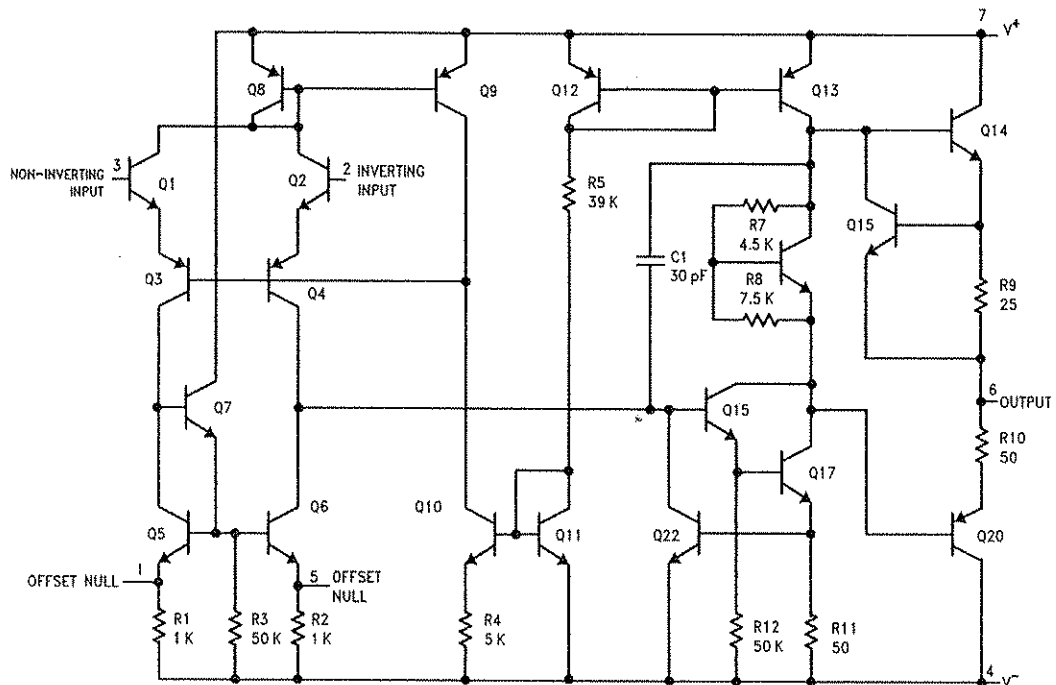 7
V+
Q8
Q9
Q12
Q13
Q14
3
NON-INVERTING
INPUT
Q1
Q2
2 INVERTING
INPUT
R5
39 K
R7
4.5 K
Q15
Q3
Q4
C1
30 pF
R8
7.5 K
R9
25
Q7
Q15
6
OUTPUT
R10
50
Q17
Q5
Q6
Q10
Q11
Q22
Q20
OFFSET NULL
1
5
OFFSET
NULL
R1
1 K
R3
50 K
R2
1 K
R4
5 K
R12
50 K
R11
50
4
V-